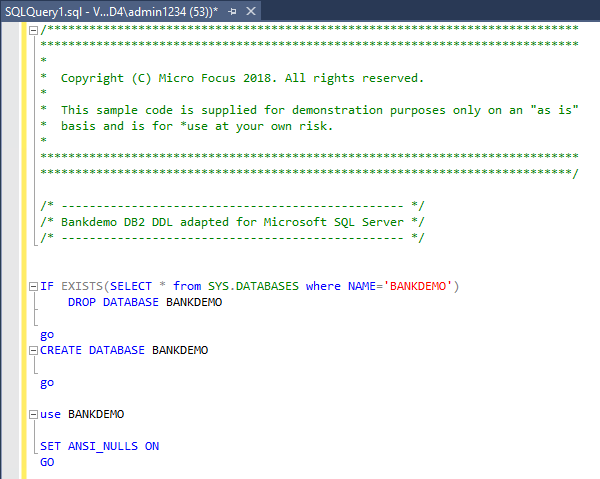 SQLQuery1.sql - V...D4\admin1234 (53))*
/***************************************************************************
*****************************************************************************
*
*  Copyright (C) Micro Focus 2018. All rights reserved.
*
*  This sample code is supplied for demonstration purposes only on an "as is"
*  basis and is for *use at your own risk.
*
*****************************************************************************
****************************************************************************/
/* ------------------------------------------------- */
/* Bankdemo DB2 DDL adapted for Microsoft SQL Server */
/* ------------------------------------------------- */
IF EXISTS(SELECT * from SYS.DATABASES where NAME='BANKDEMO')
    DROP DATABASE BANKDEMO
go
CREATE DATABASE BANKDEMO
go
use BANKDEMO
SET ANSI_NULLS ON
GO